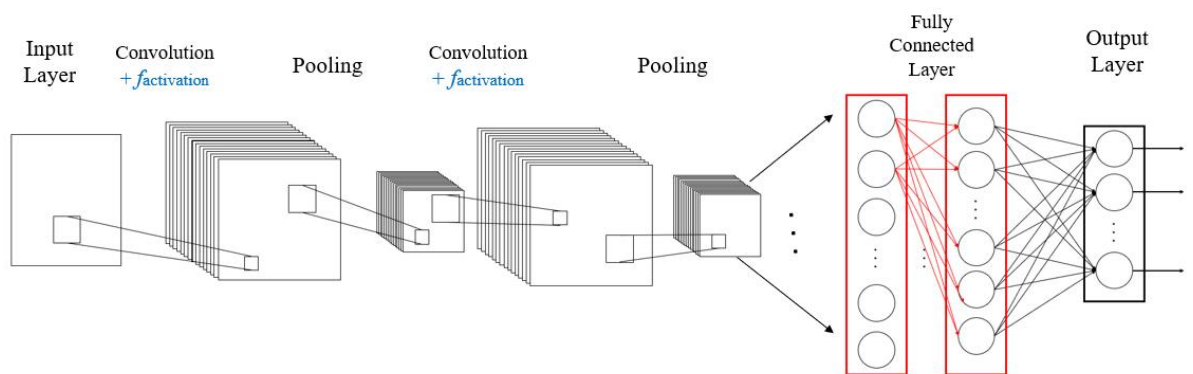 Input
Layer
Convolution
+ factivation
Pooling
Convolution
+ factivation
Pooling
Fully
Connected
Layer
Output
Layer